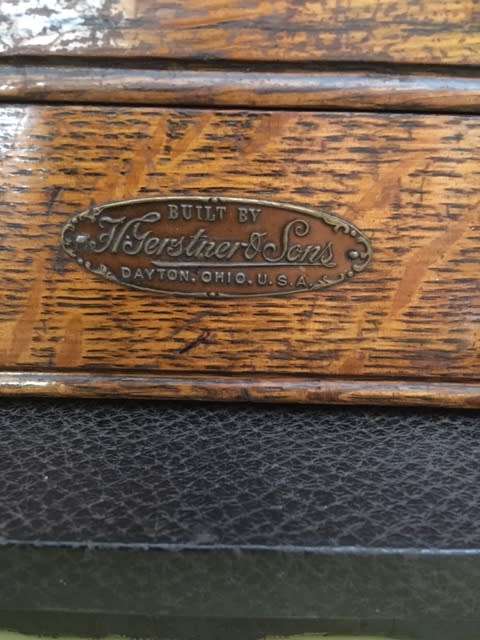 BUILT BY
H Gerstner & Sons
DAYTON, OHIO, U.S.A.